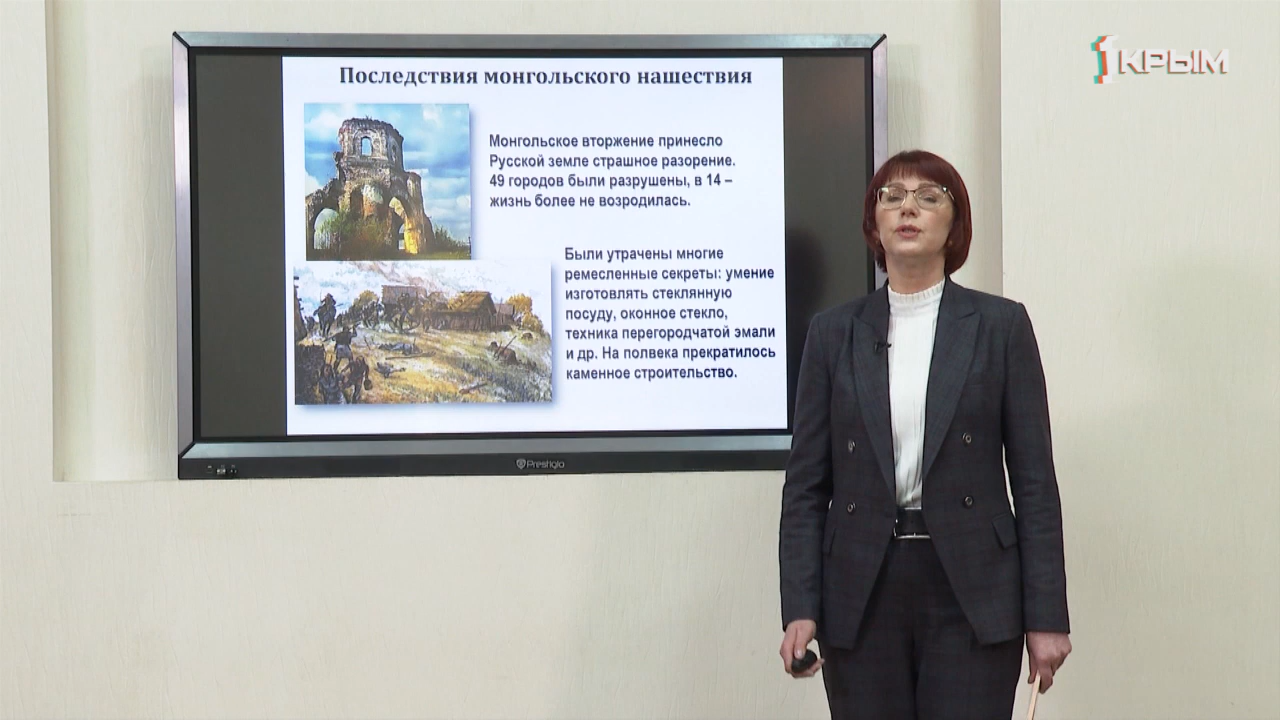 Последствия монгольского нашествия
Монгольское вторжение принесло
Русской земле страшное разорение.
49 городов были разрушены, в 14 –
жизнь более не возродилась.
Были утрачены многие
ремесленные секреты: умение
изготовлять стеклянную
посуду, оконное стекло,
техника перегородчатой эмали
и др. На полвека прекратилось
каменное строительство.
Prestigio
1 КРЫМ